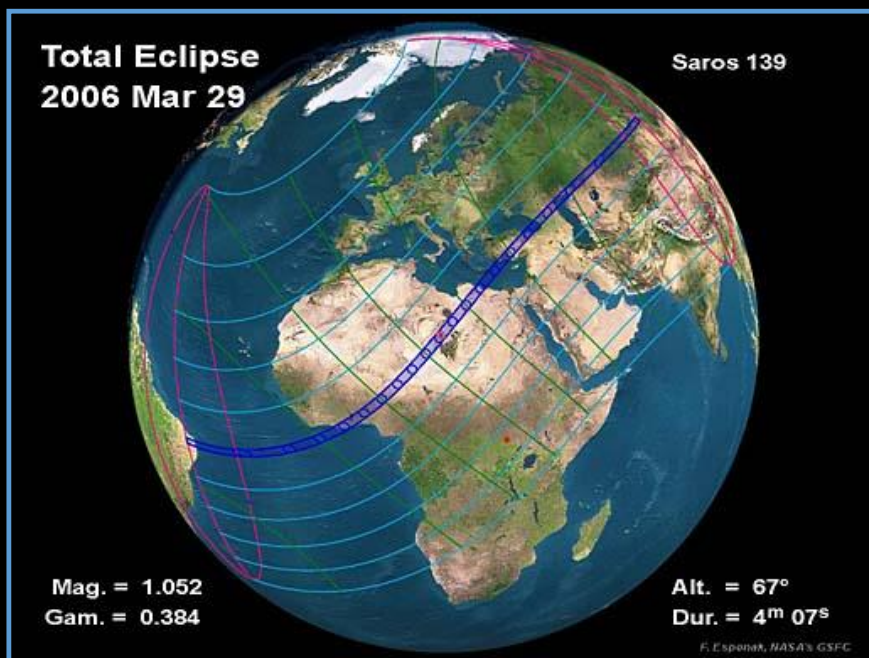 Total Eclipse
2006 Mar 29
Saros 139
Mag. = 1.052
Gam. = 0.384
Alt. = 67°
Dur. = 4ᵐ 07ˢ
F. Espenak, NASA's GSFC